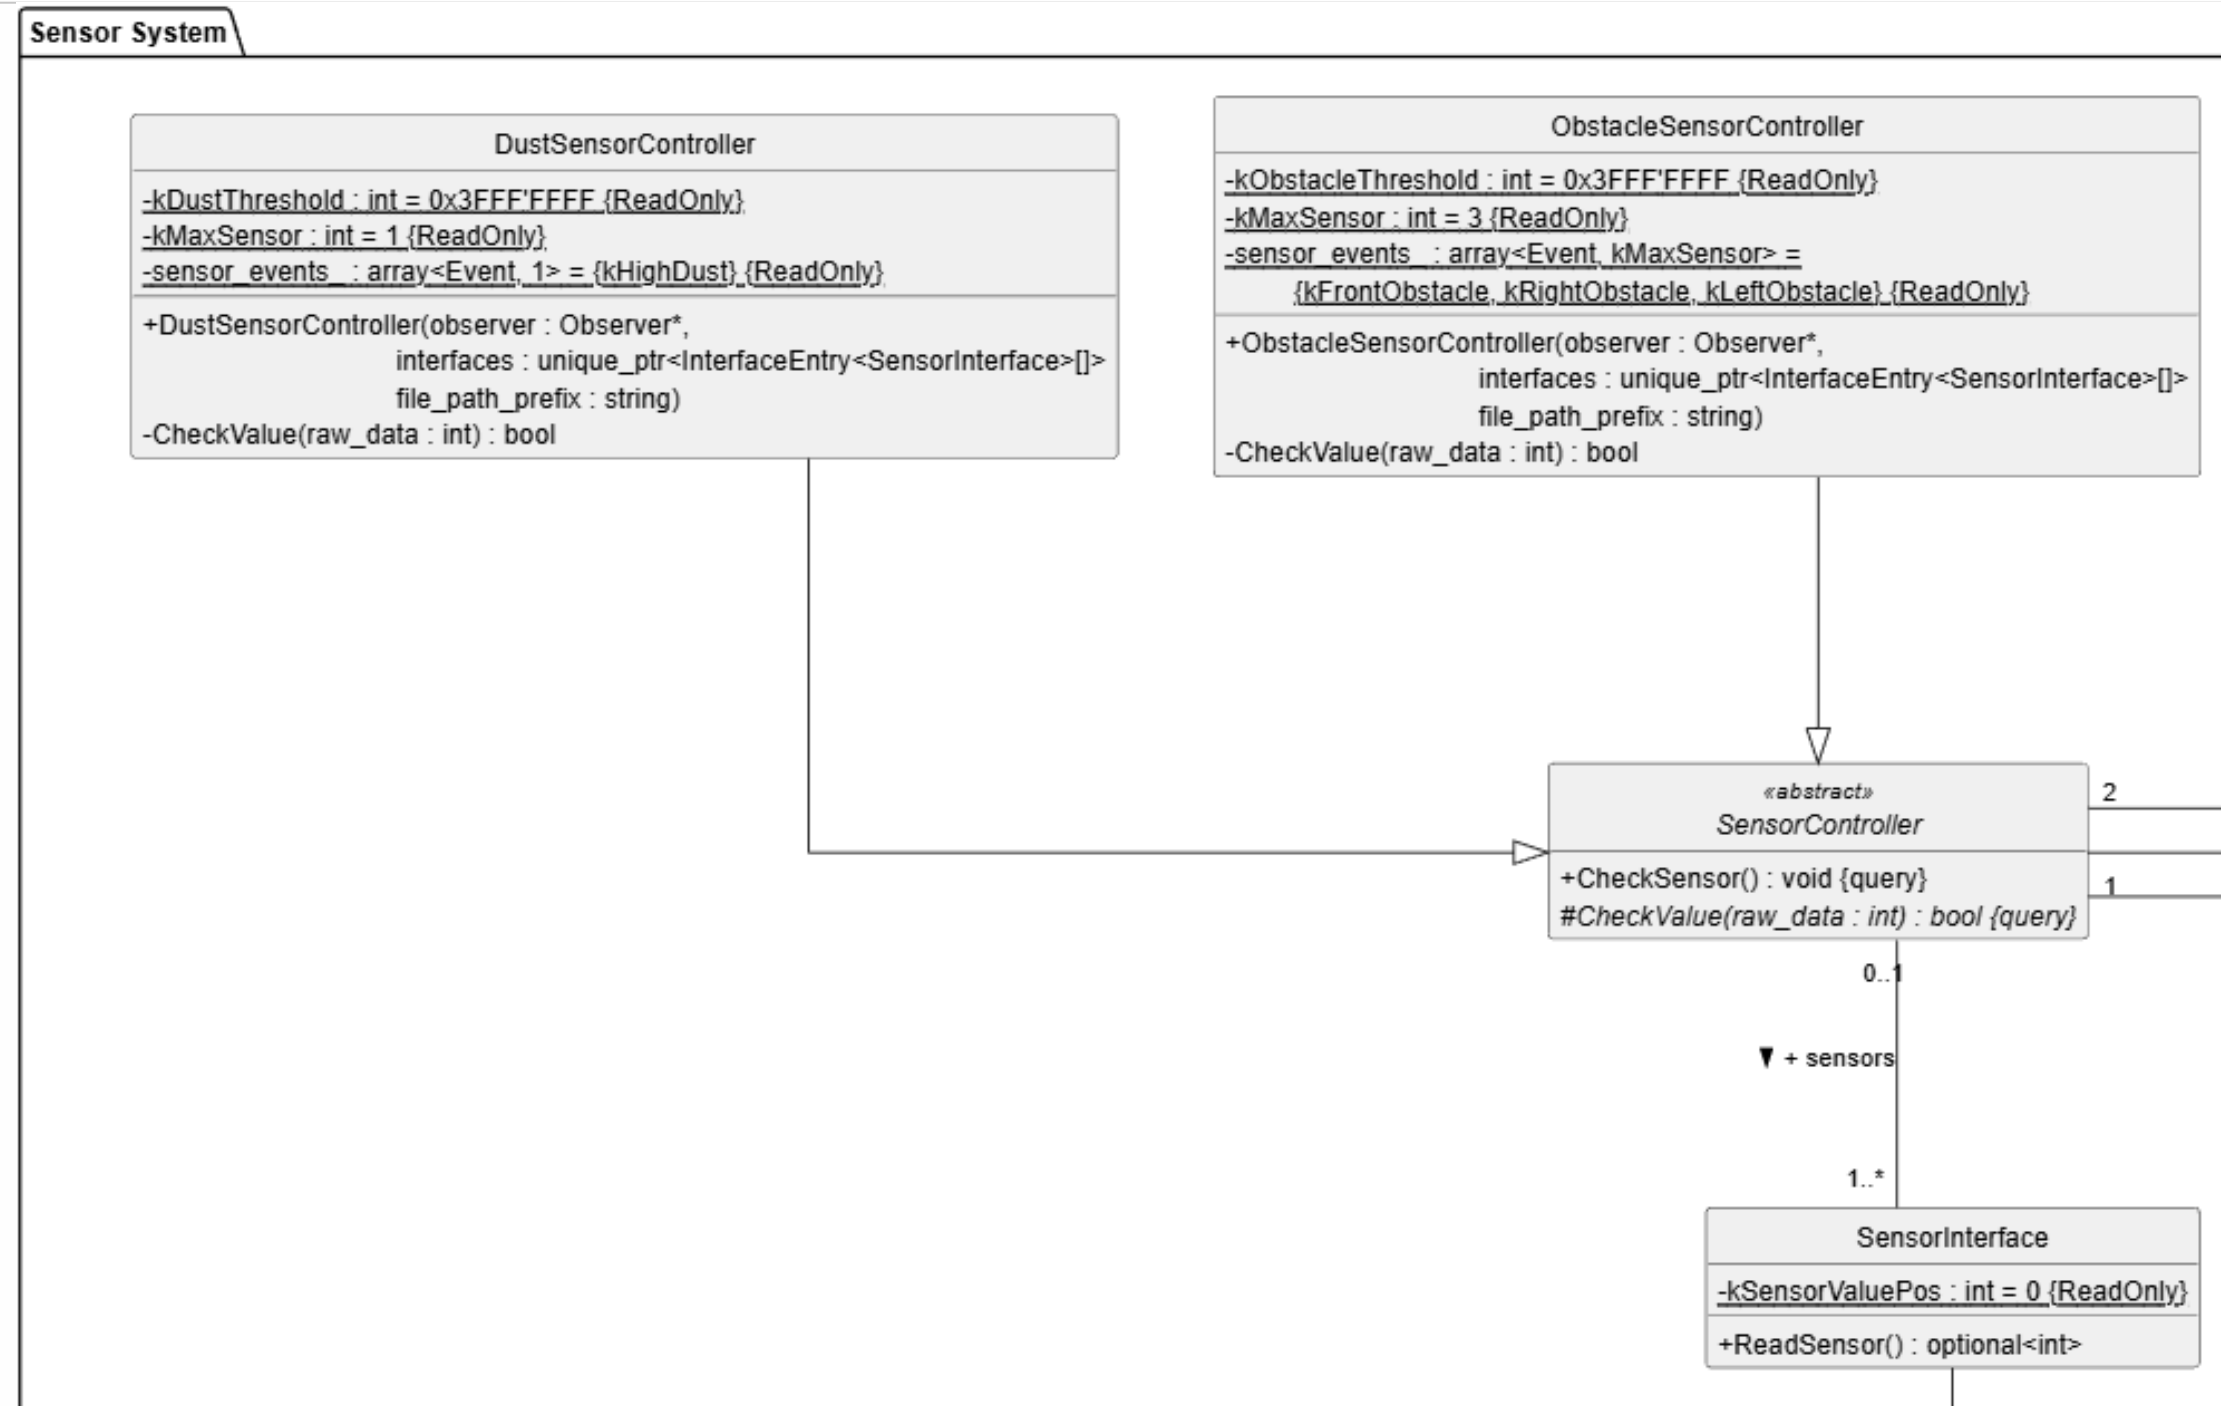 Sensor System
DustSensorController
-kDustThreshold : int = 0x3FFF'FFFF {ReadOnly}
-kMaxSensor : int = 1 {ReadOnly}
-sensor_events_ : array<Event, 1> = {kHighDust} {ReadOnly}
+DustSensorController(observer : Observer*,
interfaces : unique_ptr<InterfaceEntry<SensorInterface>[]>
file_path_prefix : string)
-CheckValue(raw_data : int) : bool
ObstacleSensorController
-kObstacleThreshold : int = 0x3FFF'FFFF {ReadOnly}
-kMaxSensor : int = 3 {ReadOnly}
-sensor_events_ : array<Event, kMaxSensor> =
{kFrontObstacle, kRightObstacle, kLeftObstacle} {ReadOnly}
+ObstacleSensorController(observer : Observer*,
interfaces : unique_ptr<InterfaceEntry<SensorInterface>[]>
file_path_prefix : string)
-CheckValue(raw_data : int) : bool
«abstract»
SensorController
+CheckSensor() : void {query}
#CheckValue(raw_data : int) : bool {query}
2
1
0..1
▼ + sensors
1..*
SensorInterface
-kSensorValuePos : int = 0 {ReadOnly}
+ReadSensor() : optional<int>